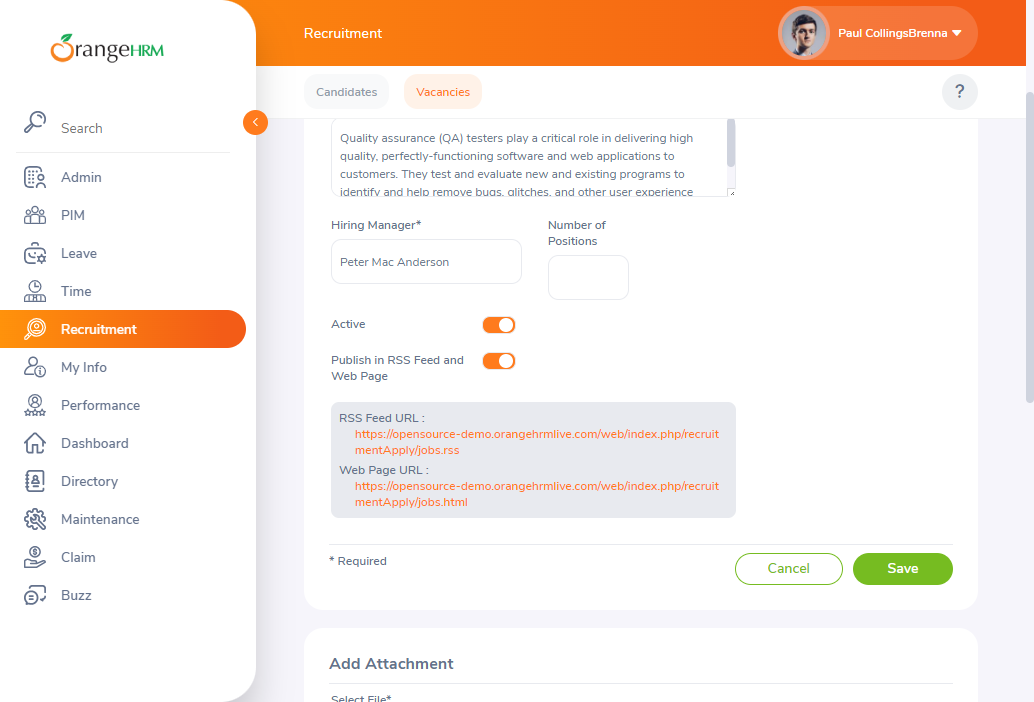 OrangeHRM
Recruitment
Paul CollingsBrenna
Candidates
Vacancies
?
Search
Admin
PIM
Leave
Time
Recruitment
My Info
Performance
Dashboard
Directory
Maintenance
Claim
Buzz
Quality assurance (QA) testers play a critical role in delivering high
quality, perfectly-functioning software and web applications to
customers. They test and evaluate new and existing programs to
identify and help remove bugs, glitches, and other user experience
Hiring Manager*
Number of
Positions
Peter Mac Anderson
Active
Publish in RSS Feed and
Web Page
RSS Feed URL :
https://opensource-demo.orangehrmlive.com/web/index.php/recruit
mentApply/jobs.rss
Web Page URL :
https://opensource-demo.orangehrmlive.com/web/index.php/recruit
mentApply/jobs.html
* Required
Cancel
Save
Add Attachment
Select File*